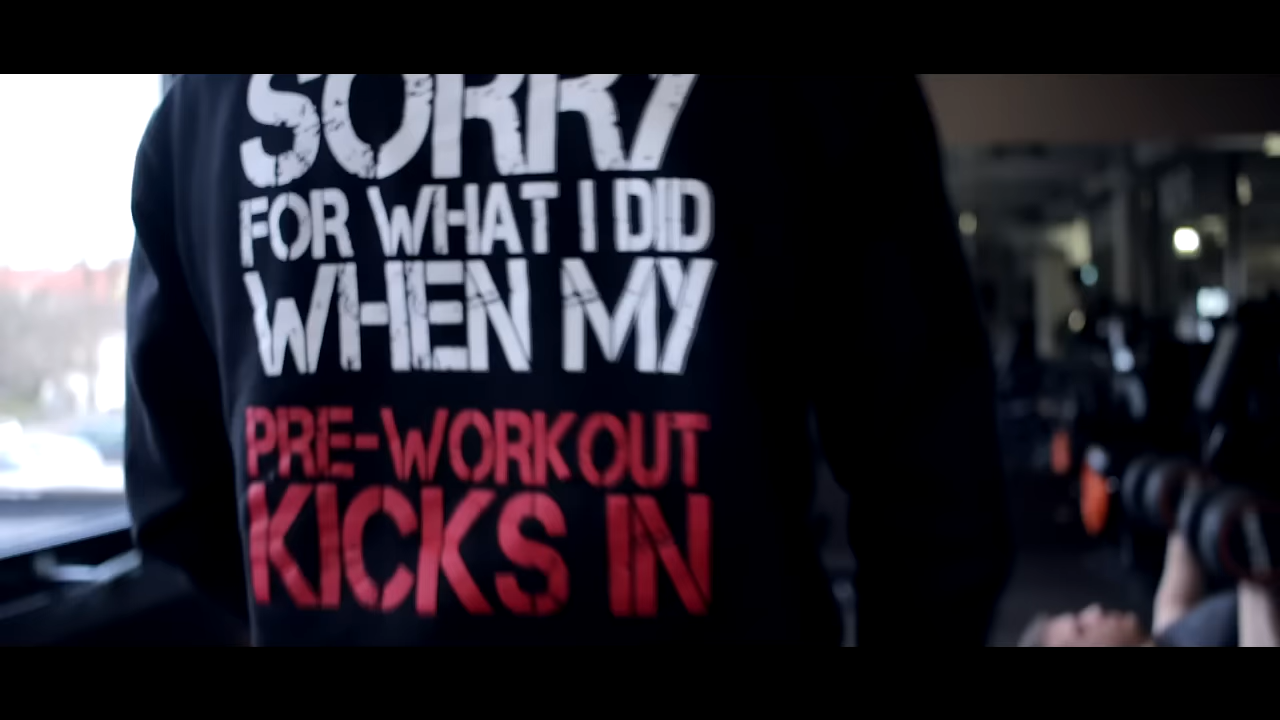 SORRY
FOR WHAT I DID
WHEN MY
PRE-WORKOUT
KICKS IN